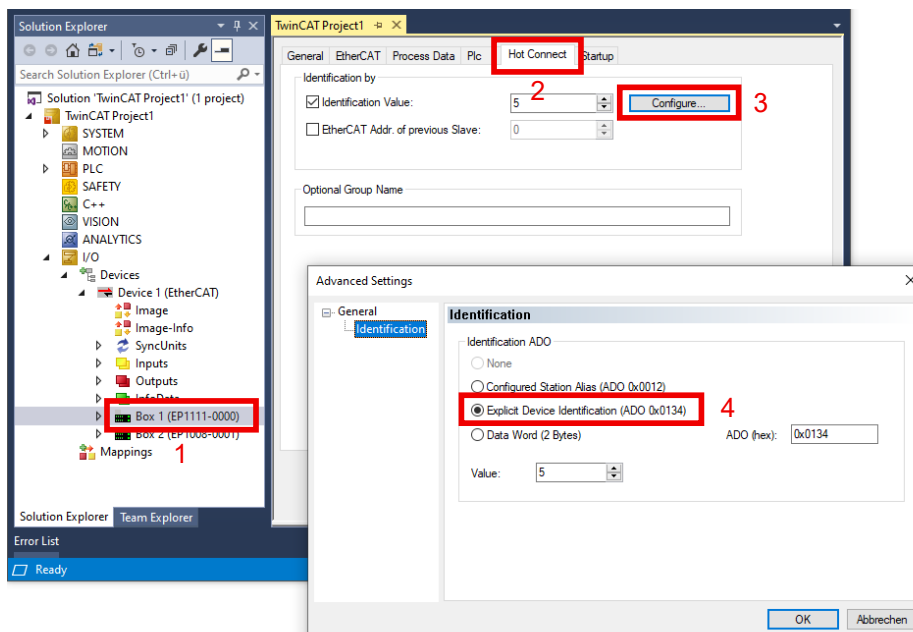 Solution Explorer
Search Solution Explorer (Ctrl+ü)
Solution 'TwinCAT Project1' (1 project)
TwinCAT Project1
SYSTEM
MOTION
PLC
SAFETY
C++
VISION
ANALYTICS
I/O
Devices
Device 1 (EtherCAT)
Image
Image-Info
SyncUnits
Inputs
Outputs
InfoData
Box 1 (EP1111-0000)
Box 2 (EP1008-0001)
Mappings
1
Solution Explorer Team Explorer
Error List
Ready
TwinCAT Project1
General EtherCAT Process Data Plc Hot Connect Startup
2
Identification by
Identification Value: 5 Configure...
3
EtherCAT Addr. of previous Slave: 0
Optional Group Name
Advanced Settings
General
Identification
Identification
Identification ADO
None
Configured Station Alias (ADO 0x0012)
Explicit Device Identification (ADO 0x0134)
4
Data Word (2 Bytes) ADO (hex): 0x0134
Value: 5
OK Abbrechen